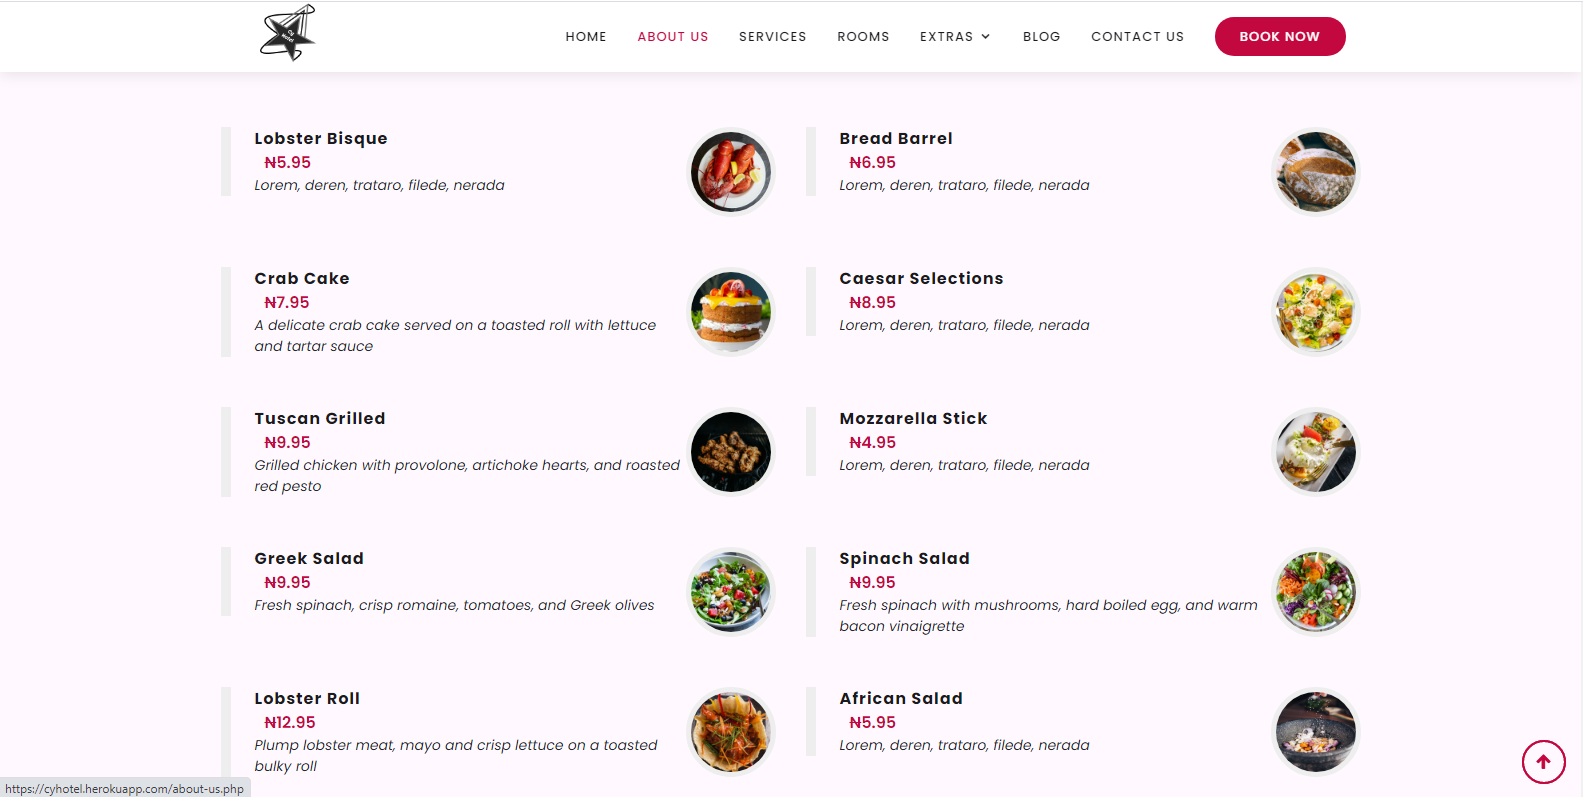 Cy
Hotel
HOME ABOUT US SERVICES ROOMS EXTRAS BLOG CONTACT US BOOK NOW
Lobster Bisque
₦5.95
Lorem, deren, trataro, filede, nerada
Bread Barrel
₦6.95
Lorem, deren, trataro, filede, nerada
Crab Cake
₦7.95
A delicate crab cake served on a toasted roll with lettuce
and tartar sauce
Caesar Selections
₦8.95
Lorem, deren, trataro, filede, nerada
Tuscan Grilled
₦9.95
Grilled chicken with provolone, artichoke hearts, and roasted
red pesto
Mozzarella Stick
₦4.95
Lorem, deren, trataro, filede, nerada
Greek Salad
₦9.95
Fresh spinach, crisp romaine, tomatoes, and Greek olives
Spinach Salad
₦9.95
Fresh spinach with mushrooms, hard boiled egg, and warm
bacon vinaigrette
Lobster Roll
₦12.95
Plump lobster meat, mayo and crisp lettuce on a toasted
bulky roll
African Salad
₦5.95
Lorem, deren, trataro, filede, nerada
https://cyhotel.herokuapp.com/about-us.php